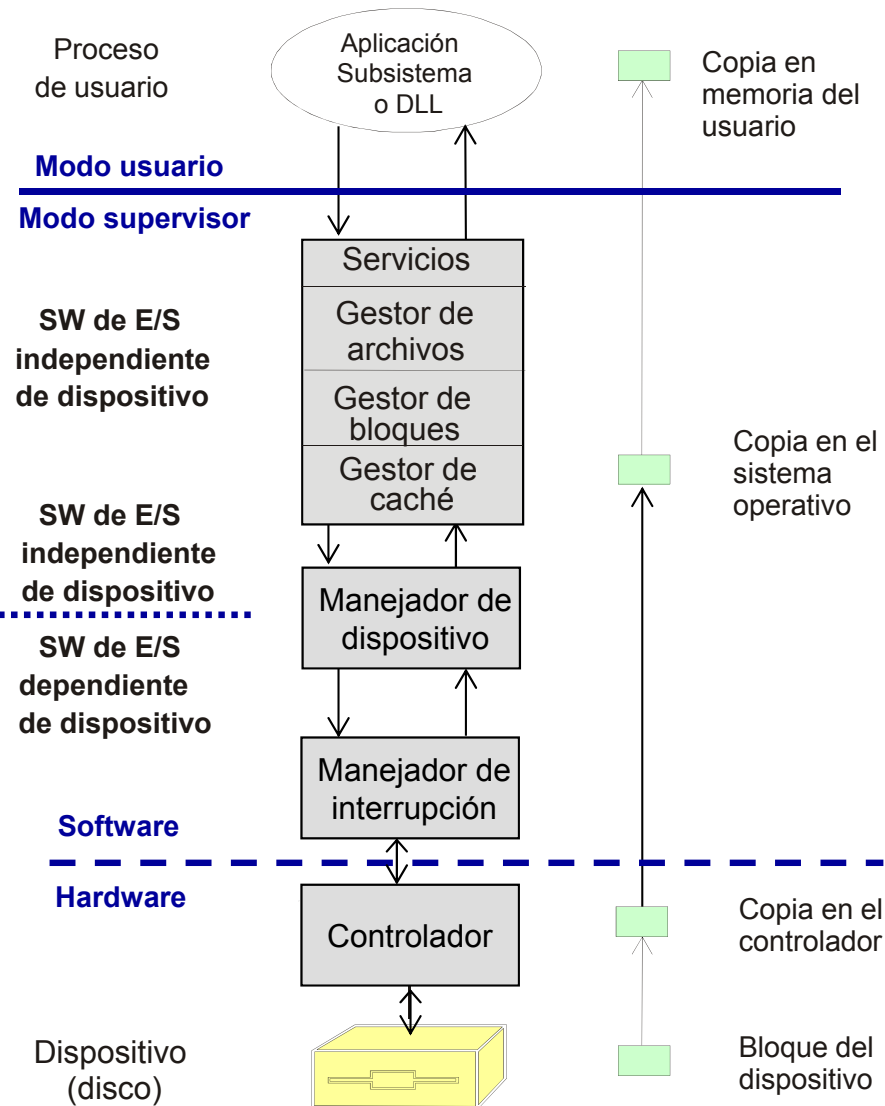 Proceso
de usuario
Aplicación
Subsistema
o DLL
Copia en
memoria del
usuario
Modo usuario
Modo supervisor
Servicios
SW de E/S
independiente
de dispositivo
Gestor de
archivos
Gestor de
bloques
Gestor de
caché
Copia en el
sistema
operativo
SW de E/S
independiente
de dispositivo
Manejador de
dispositivo
SW de E/S
dependiente
de dispositivo
Manejador de
interrupción
Software
Hardware
Controlador
Copia en el
controlador
Dispositivo
(disco)
Bloque del
dispositivo